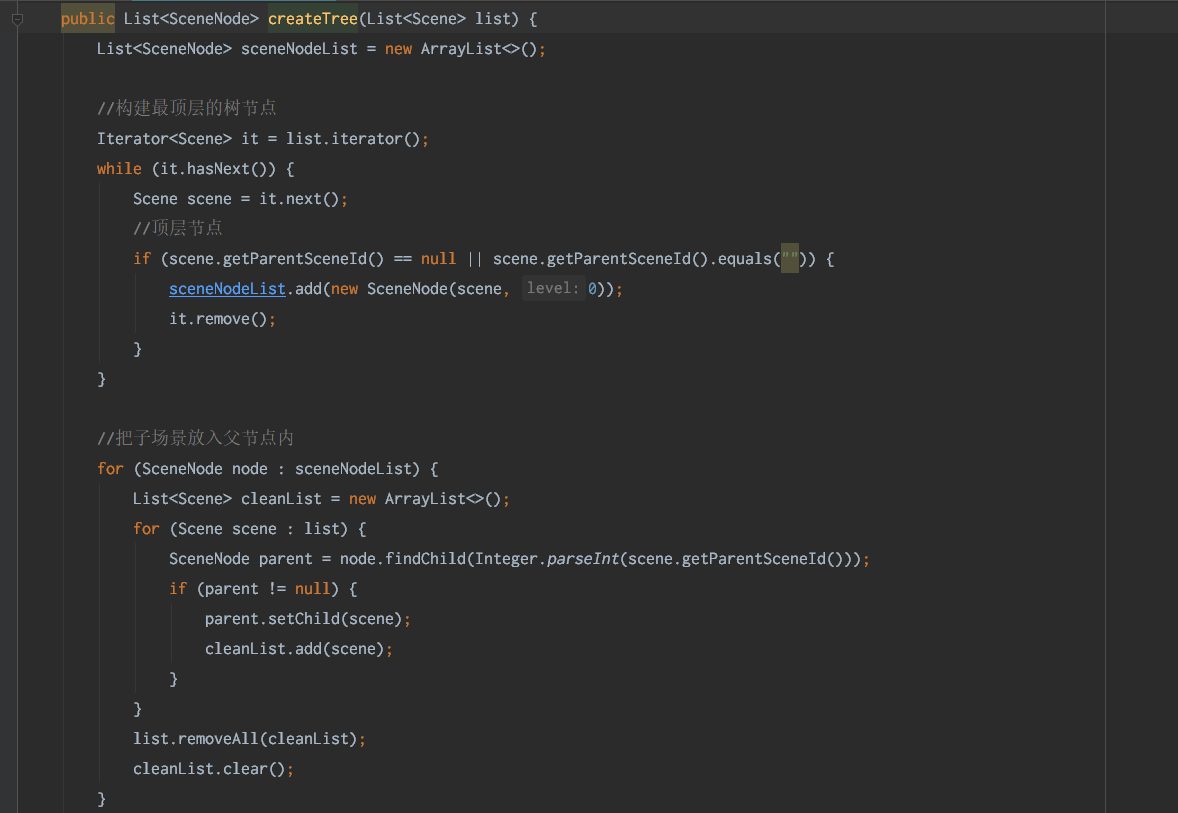 public List<SceneNode> createTree(List<Scene> list) {
List<SceneNode> sceneNodeList = new ArrayList<>();
//构建最顶层的树节点
Iterator<Scene> it = list.iterator();
while (it.hasNext()) {
Scene scene = it.next();
//顶层节点
if (scene.getParentSceneId() == null || scene.getParentSceneId().equals("")) {
sceneNodeList.add(new SceneNode(scene, level: 0));
it.remove();
}
}
//把子场景放入父节点内
for (SceneNode node : sceneNodeList) {
List<Scene> cleanList = new ArrayList<>();
for (Scene scene : list) {
SceneNode parent = node.findChild(Integer.parseInt(scene.getParentSceneId()));
if (parent != null) {
parent.setChild(scene);
cleanList.add(scene);
}
}
list.removeAll(cleanList);
cleanList.clear();
}